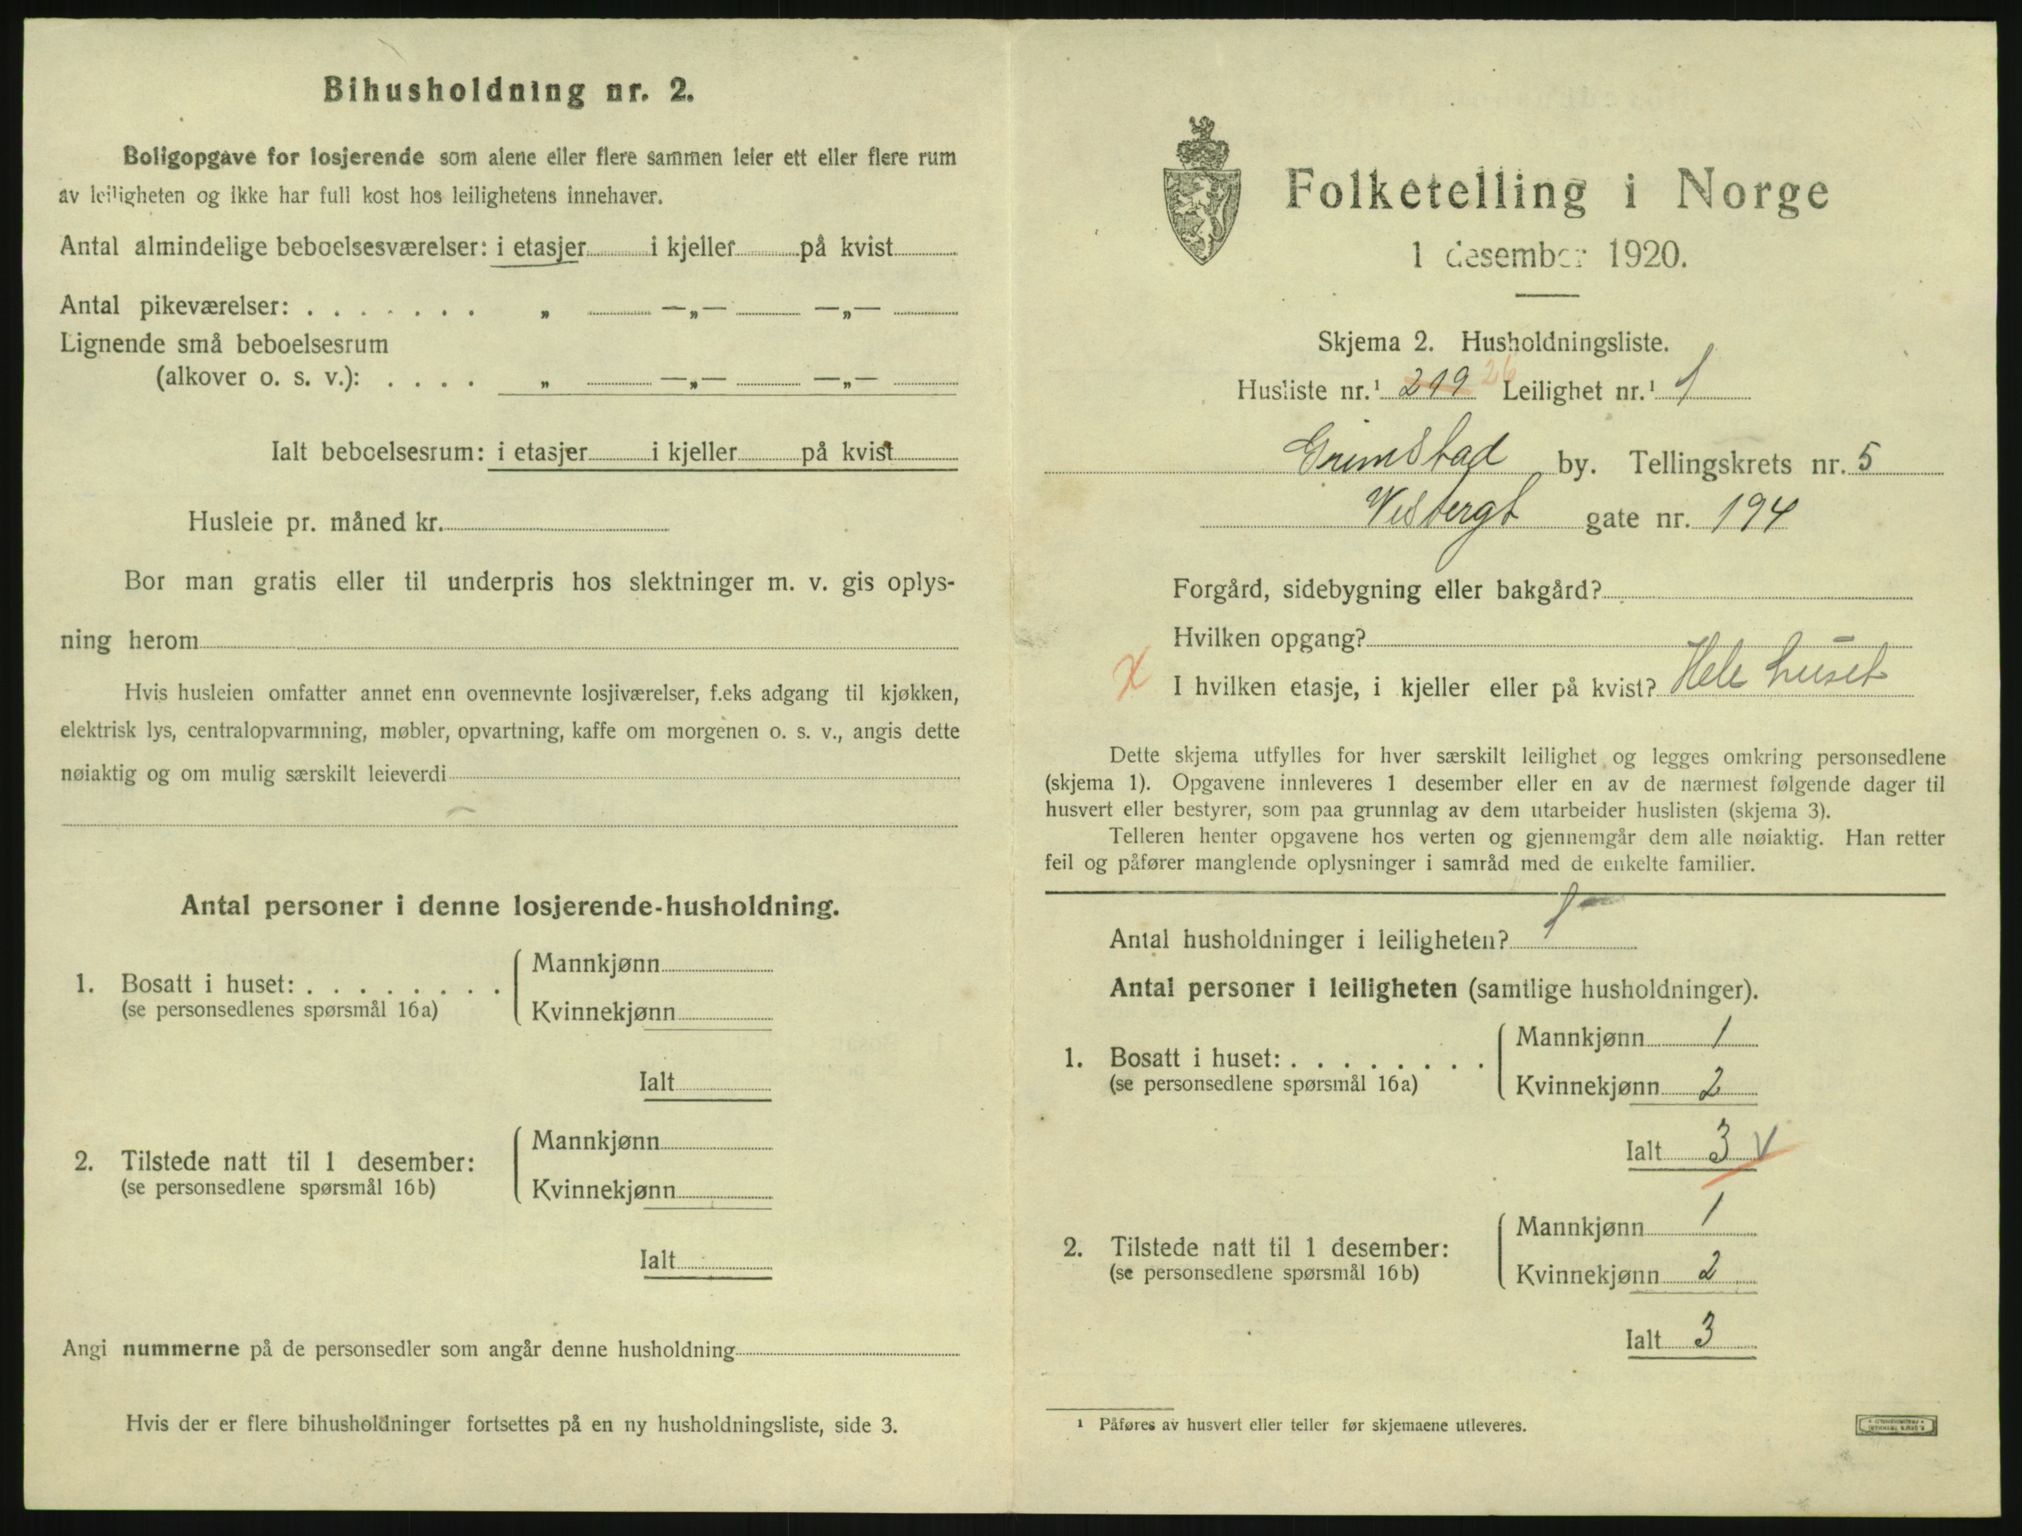 Bihusholdning nr. 2.
Boligopgave for losjerende som alene eller flere sammen leier ett eller flere rum
av leiligheten og ikke har full kost hos leilighetens innehaver.
Antal almindelige beboelsesværelser: i etasjer i kjeller på kvist
Antal pikeværelser: . . . . . . . „ —„— —„—
Lignende små beboelsesrum
(alkover o. s. v.): . . . . „ —„— —„—
Ialt beboelsesrum: i etasjer i kjeller på kvist
Husleie pr. måned kr.
Bor man gratis eller til underpris hos slektninger m. v. gis oplys-
ning herom
Hvis husleien omfatter annet enn ovennevnte losjiværelser, f.eks adgang til kjøkken,
elektrisk lys, centralopvarmning, møbler, opvartning, kaffe om morgenen o. s. v., angis dette
nøiaktig og om mulig særskilt leieverdi
Antal personer i denne losjerende-husholdning.
1. Bosatt i huset: . . . . . . . .
(se personsedlenes spørsmål 16a)
Mannkjønn
Kvinnekjønn
Ialt
2. Tilstede natt til 1 desember:
(se personsedlene spørsmål 16b)
Mannkjønn
Kvinnekjønn
Ialt
Angi nummerne på de personsedler som angår denne husholdning
Hvis der er flere bihusholdninger fortsettes på en ny husholdningsliste, side 3.
Folketelling i Norge
1 desember 1920.
Skjema 2. Husholdningsliste.
Husliste nr.¹ 219 26 Leilighet nr.¹ 1
Grimstad by. Tellingskrets nr. 5
Vesbergt gate nr. 194
Forgård, sidebygning eller bakgård?
Hvilken opgang?
X I hvilken etasje, i kjeller eller på kvist? Hele huset
Dette skjema utfylles for hver særskilt leilighet og legges omkring personsedlene
(skjema 1). Opgavene innleveres 1 desember eller en av de nærmest følgende dager til
husvert eller bestyrer, som paa grunnlag av dem utarbeider huslisten (skjema 3).
Telleren henter opgavene hos verten og gjennemgår dem alle nøiaktig. Han retter
feil og påfører manglende oplysninger i samråd med de enkelte familier.
Antal husholdninger i leiligheten? 1
Antal personer i leiligheten (samtlige husholdninger).
1. Bosatt i huset: . . . . . . . .
(se personsedlene spørsmål 16a)
Mannkjønn 1
Kvinnekjønn 2
Ialt 3 V
2. Tilstede natt til 1 desember:
(se personsedlene spørsmål 16b)
Mannkjønn 1
Kvinnekjønn 2
Ialt 3
¹ Påføres av husvert eller teller før skjemaene utleveres.